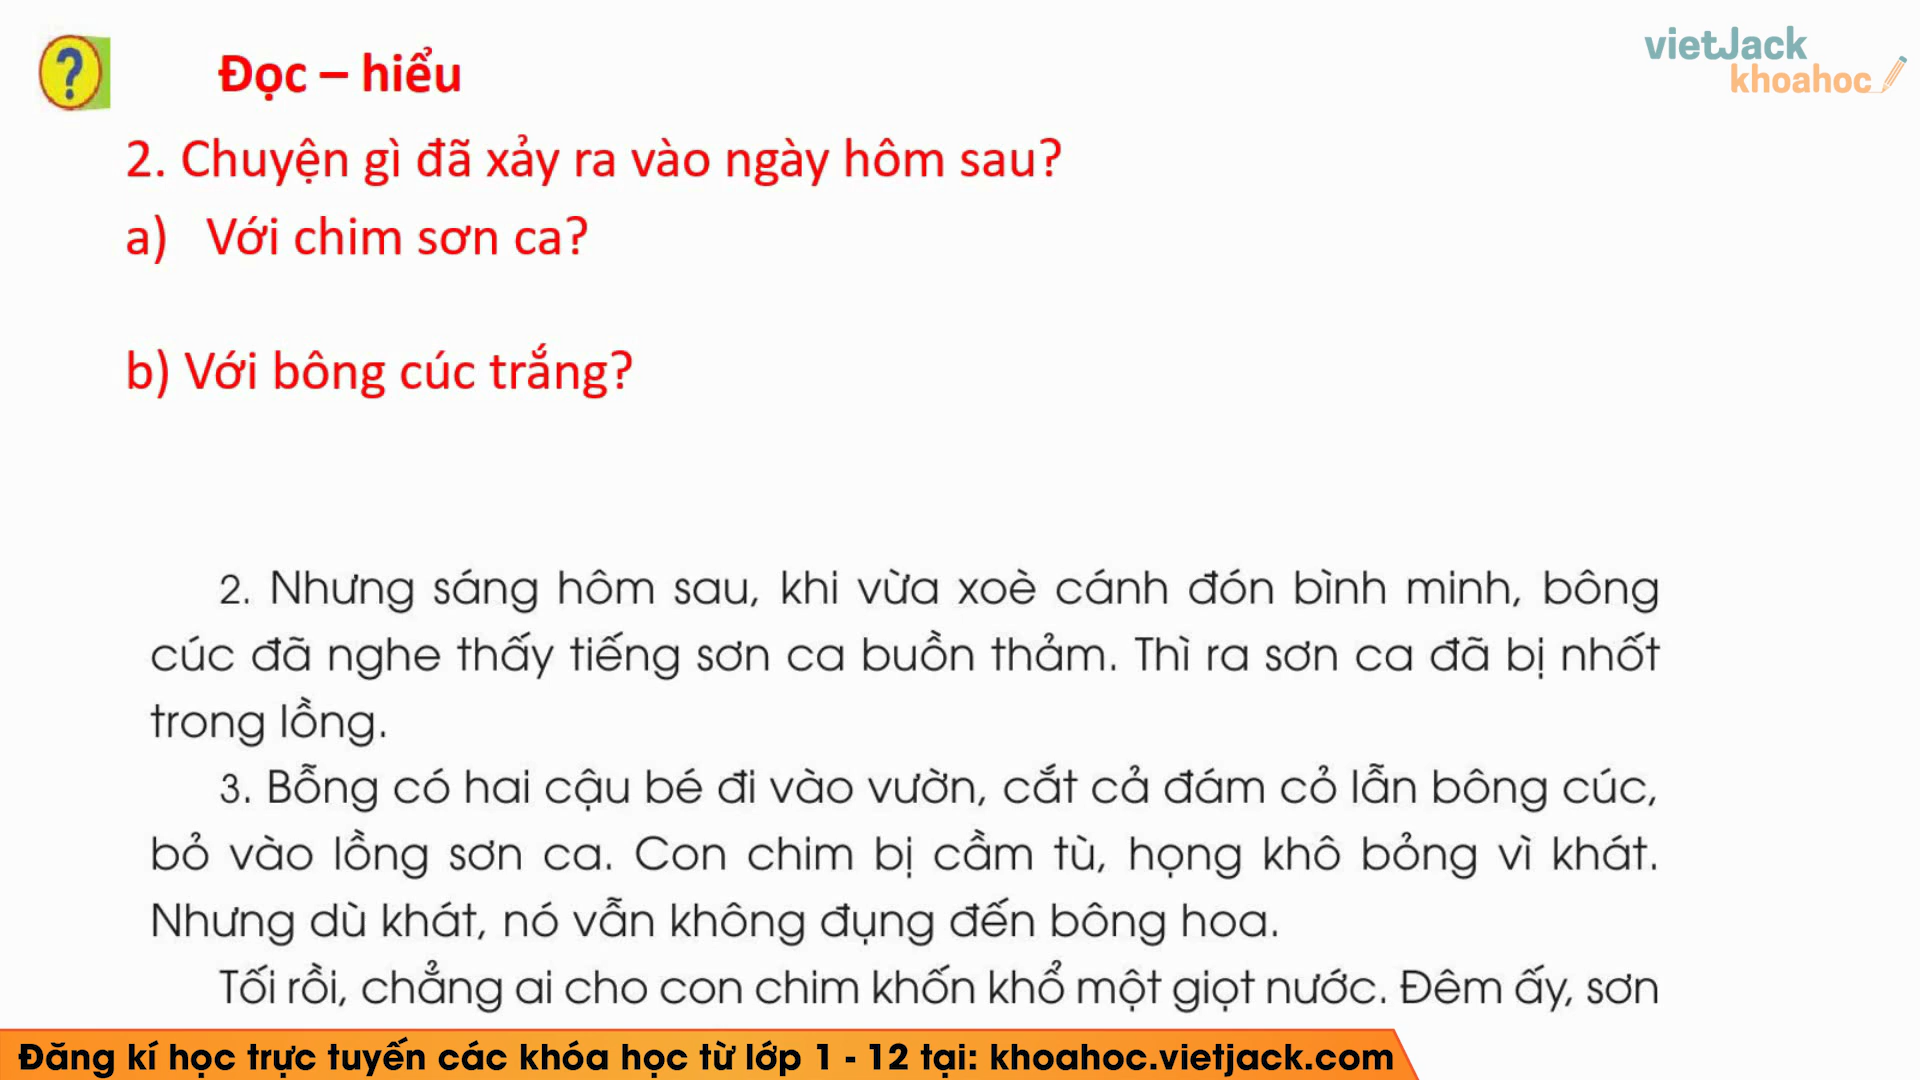 ?
vietJack
khoahoc
Đọc – hiểu
2. Chuyện gì đã xảy ra vào ngày hôm sau?
a) Với chim sơn ca?
b) Với bông cúc trắng?
2. Nhưng sáng hôm sau, khi vừa xoè cánh đón bình minh, bông
cúc đã nghe thấy tiếng sơn ca buồn thảm. Thì ra sơn ca đã bị nhốt
trong lồng.
3. Bỗng có hai cậu bé đi vào vườn, cắt cả đám cỏ lẫn bông cúc,
bỏ vào lồng sơn ca. Con chim bị cầm tù, họng khô bỏng vì khát.
Nhưng dù khát, nó vẫn không đụng đến bông hoa.
Tối rồi, chẳng ai cho con chim khốn khổ một giọt nước. Đêm ấy, sơn
Đăng kí học trực tuyến các khóa học từ lớp 1 - 12 tại: khoahoc.vietjack.com